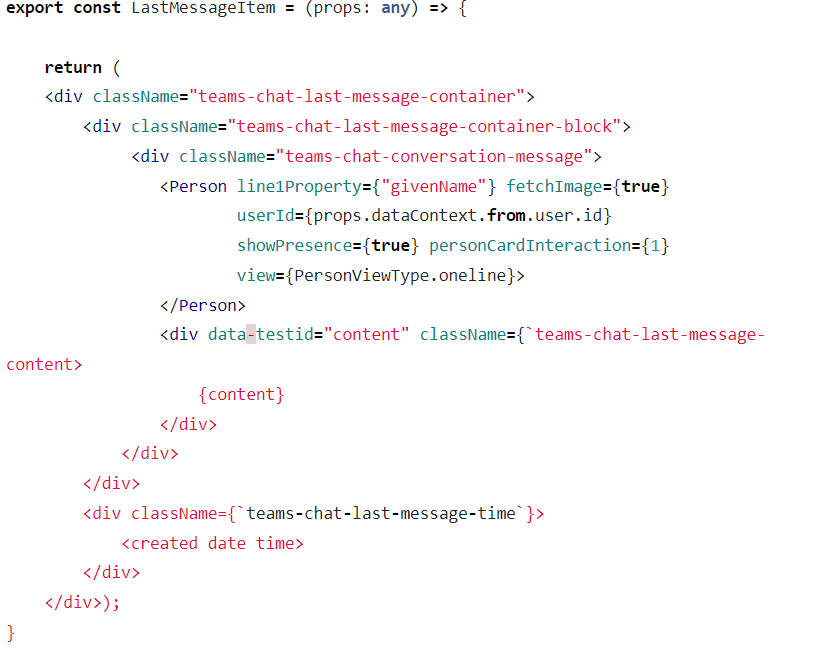 export const LastMessageItem = (props: any) => {
return (
<div className="teams-chat-last-message-container">
<div className="teams-chat-last-message-container-block">
<div className="teams-chat-conversation-message">
<Person line1Property={"givenName"} fetchImage={true}
userId={props.dataContext.from.user.id}
showPresence={true} personCardInteraction={1}
view={PersonViewType.oneline}>
</Person>
<div data-testid="content" className={`teams-chat-last-message-
content>
{content}
</div>
</div>
</div>
<div className={`teams-chat-last-message-time`}>
<created date time>
</div>
</div>);
}